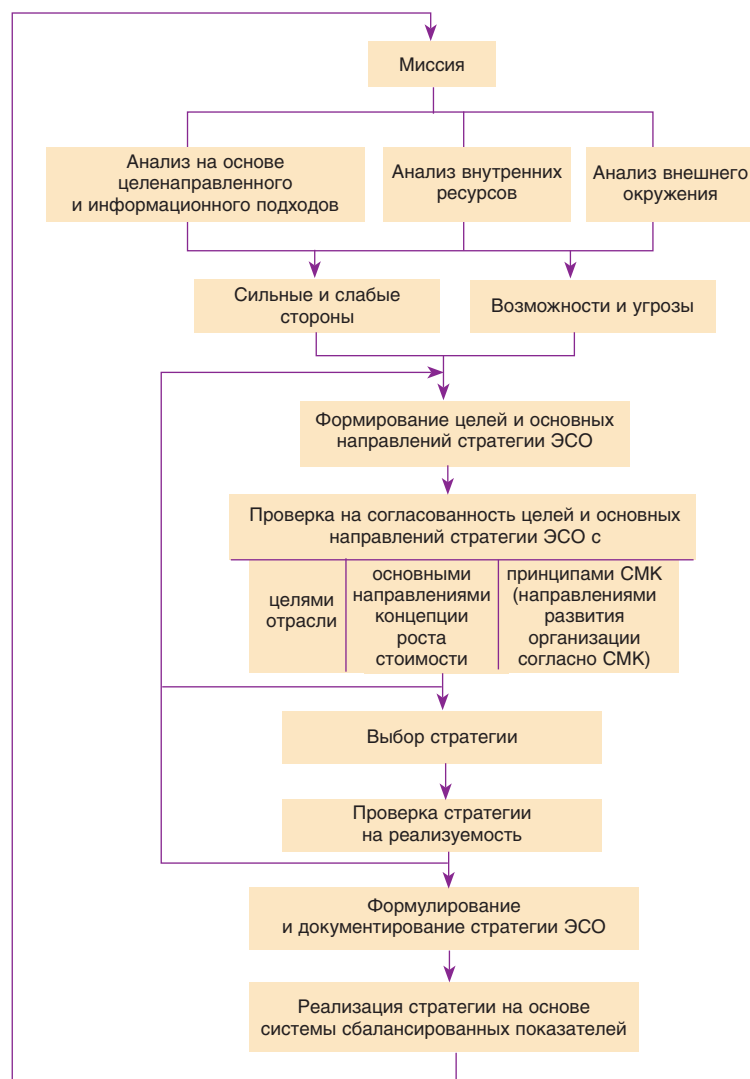 Миссия
Анализ на основе
целенаправленного
и информационного подходов
Анализ внутренних
ресурсов
Анализ внешнего
окружения
Сильные и слабые
стороны
Возможности и угрозы
Формирование целей и основных
направлений стратегии ЭСО
Проверка на согласованность целей и основных
направлений стратегии ЭСО с
целями
отрасли
основными
направлениями
концепции
роста
стоимости
принципами СМК
(направлениями
развития
организации
согласно СМК)
Выбор стратегии
Проверка стратегии
на реализуемость
Формулирование
и документирование стратегии ЭСО
Реализация стратегии на основе
системы сбалансированных показателей